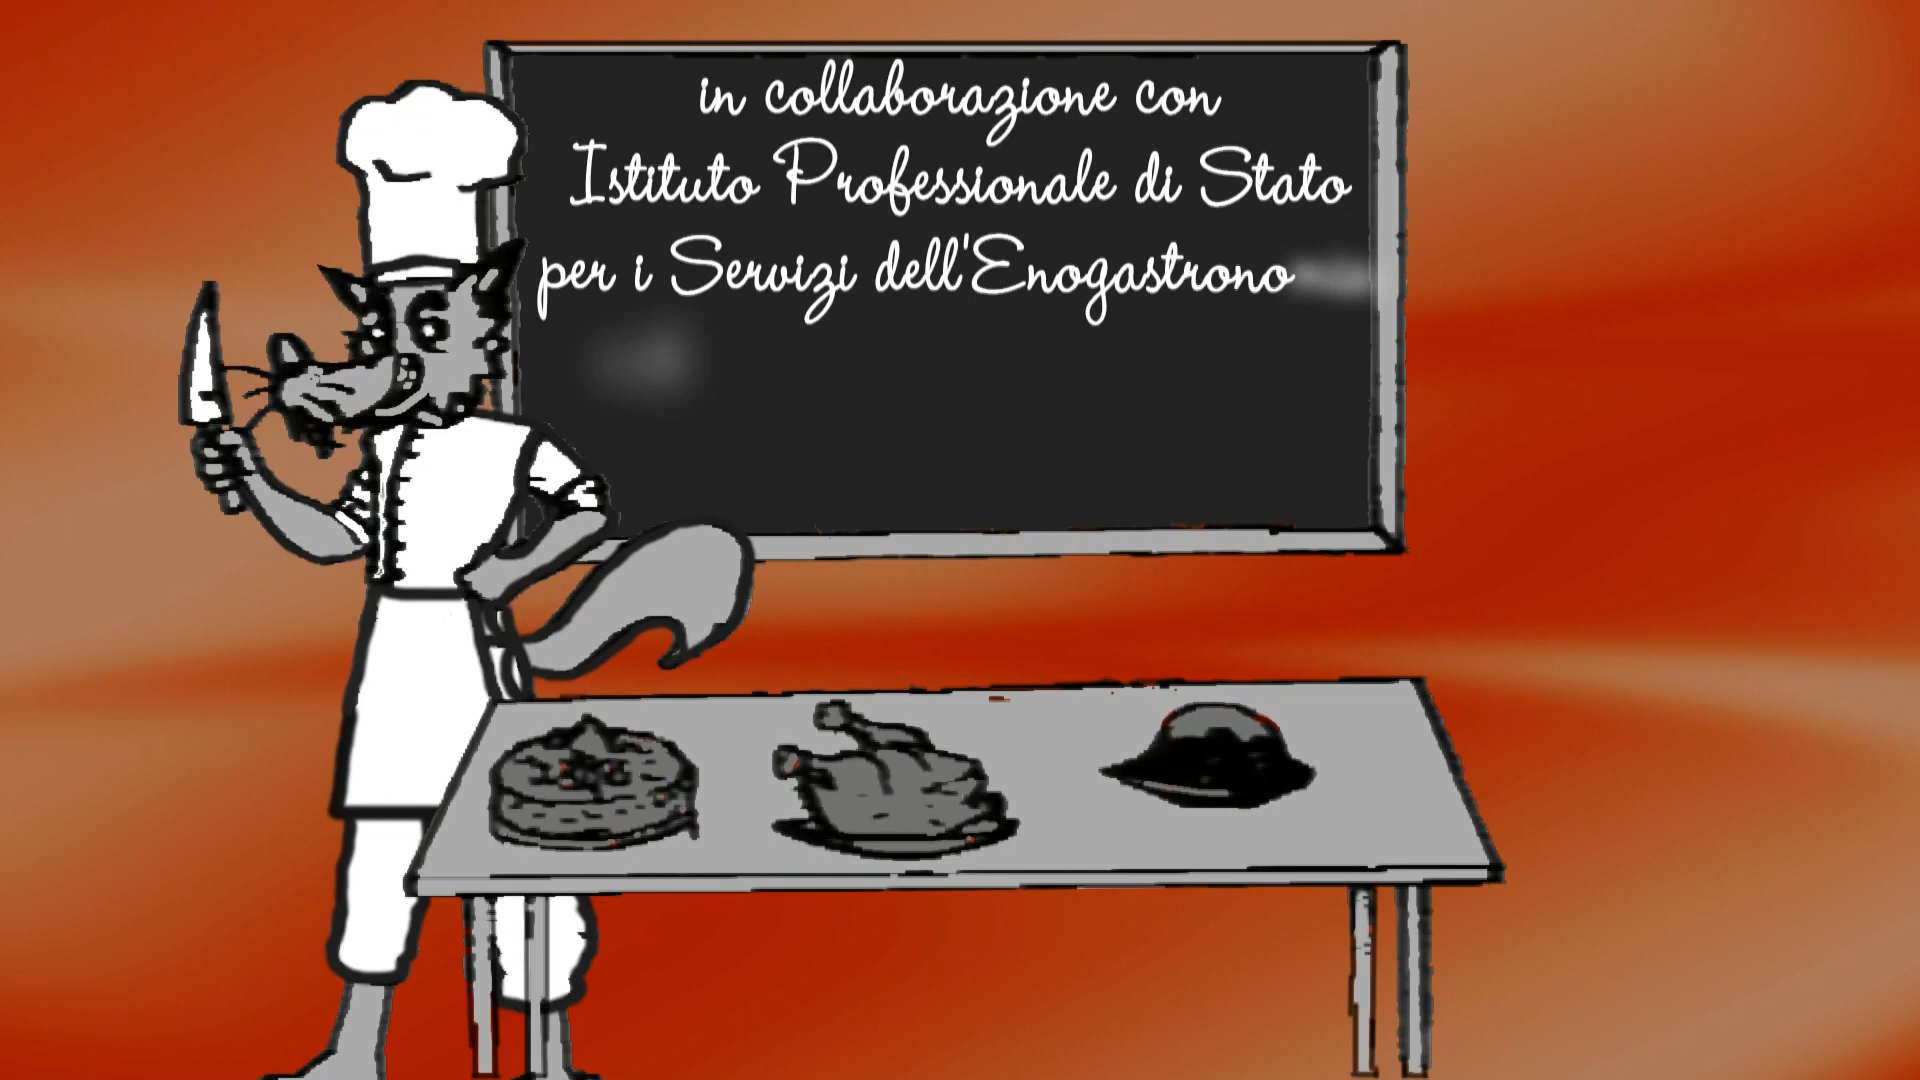 in collaborazione con
Istituto Professionale di Stato
per i Servizi dell'Enogastrono